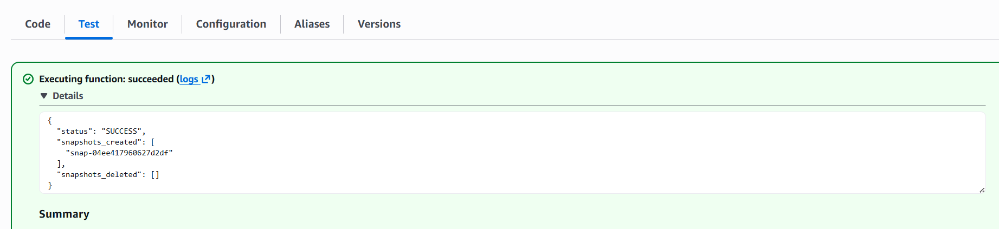 Code Test Monitor Configuration Aliases Versions
Executing function: succeeded (logs)
Details
{
"status": "SUCCESS",
"snapshots_created": [
"snap-04ee417960627d2df"
],
"snapshots_deleted": []
}
Summary